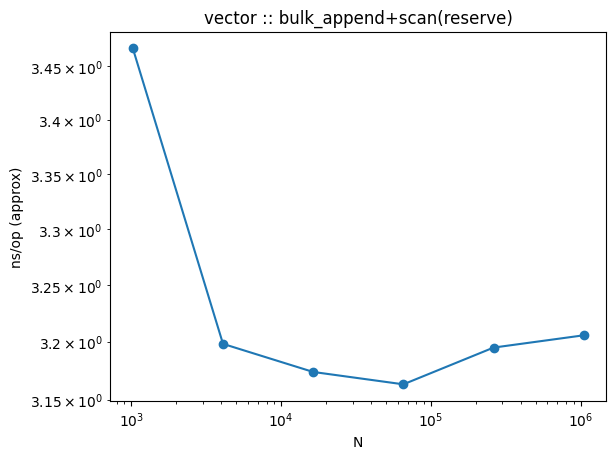 vector :: bulk_append+scan(reserve)
3.45 × 10⁰
3.4 × 10⁰
3.35 × 10⁰
3.3 × 10⁰
3.25 × 10⁰
3.2 × 10⁰
3.15 × 10⁰
ns/op (approx)
10³ 10⁴ 10⁵ 10⁶
N